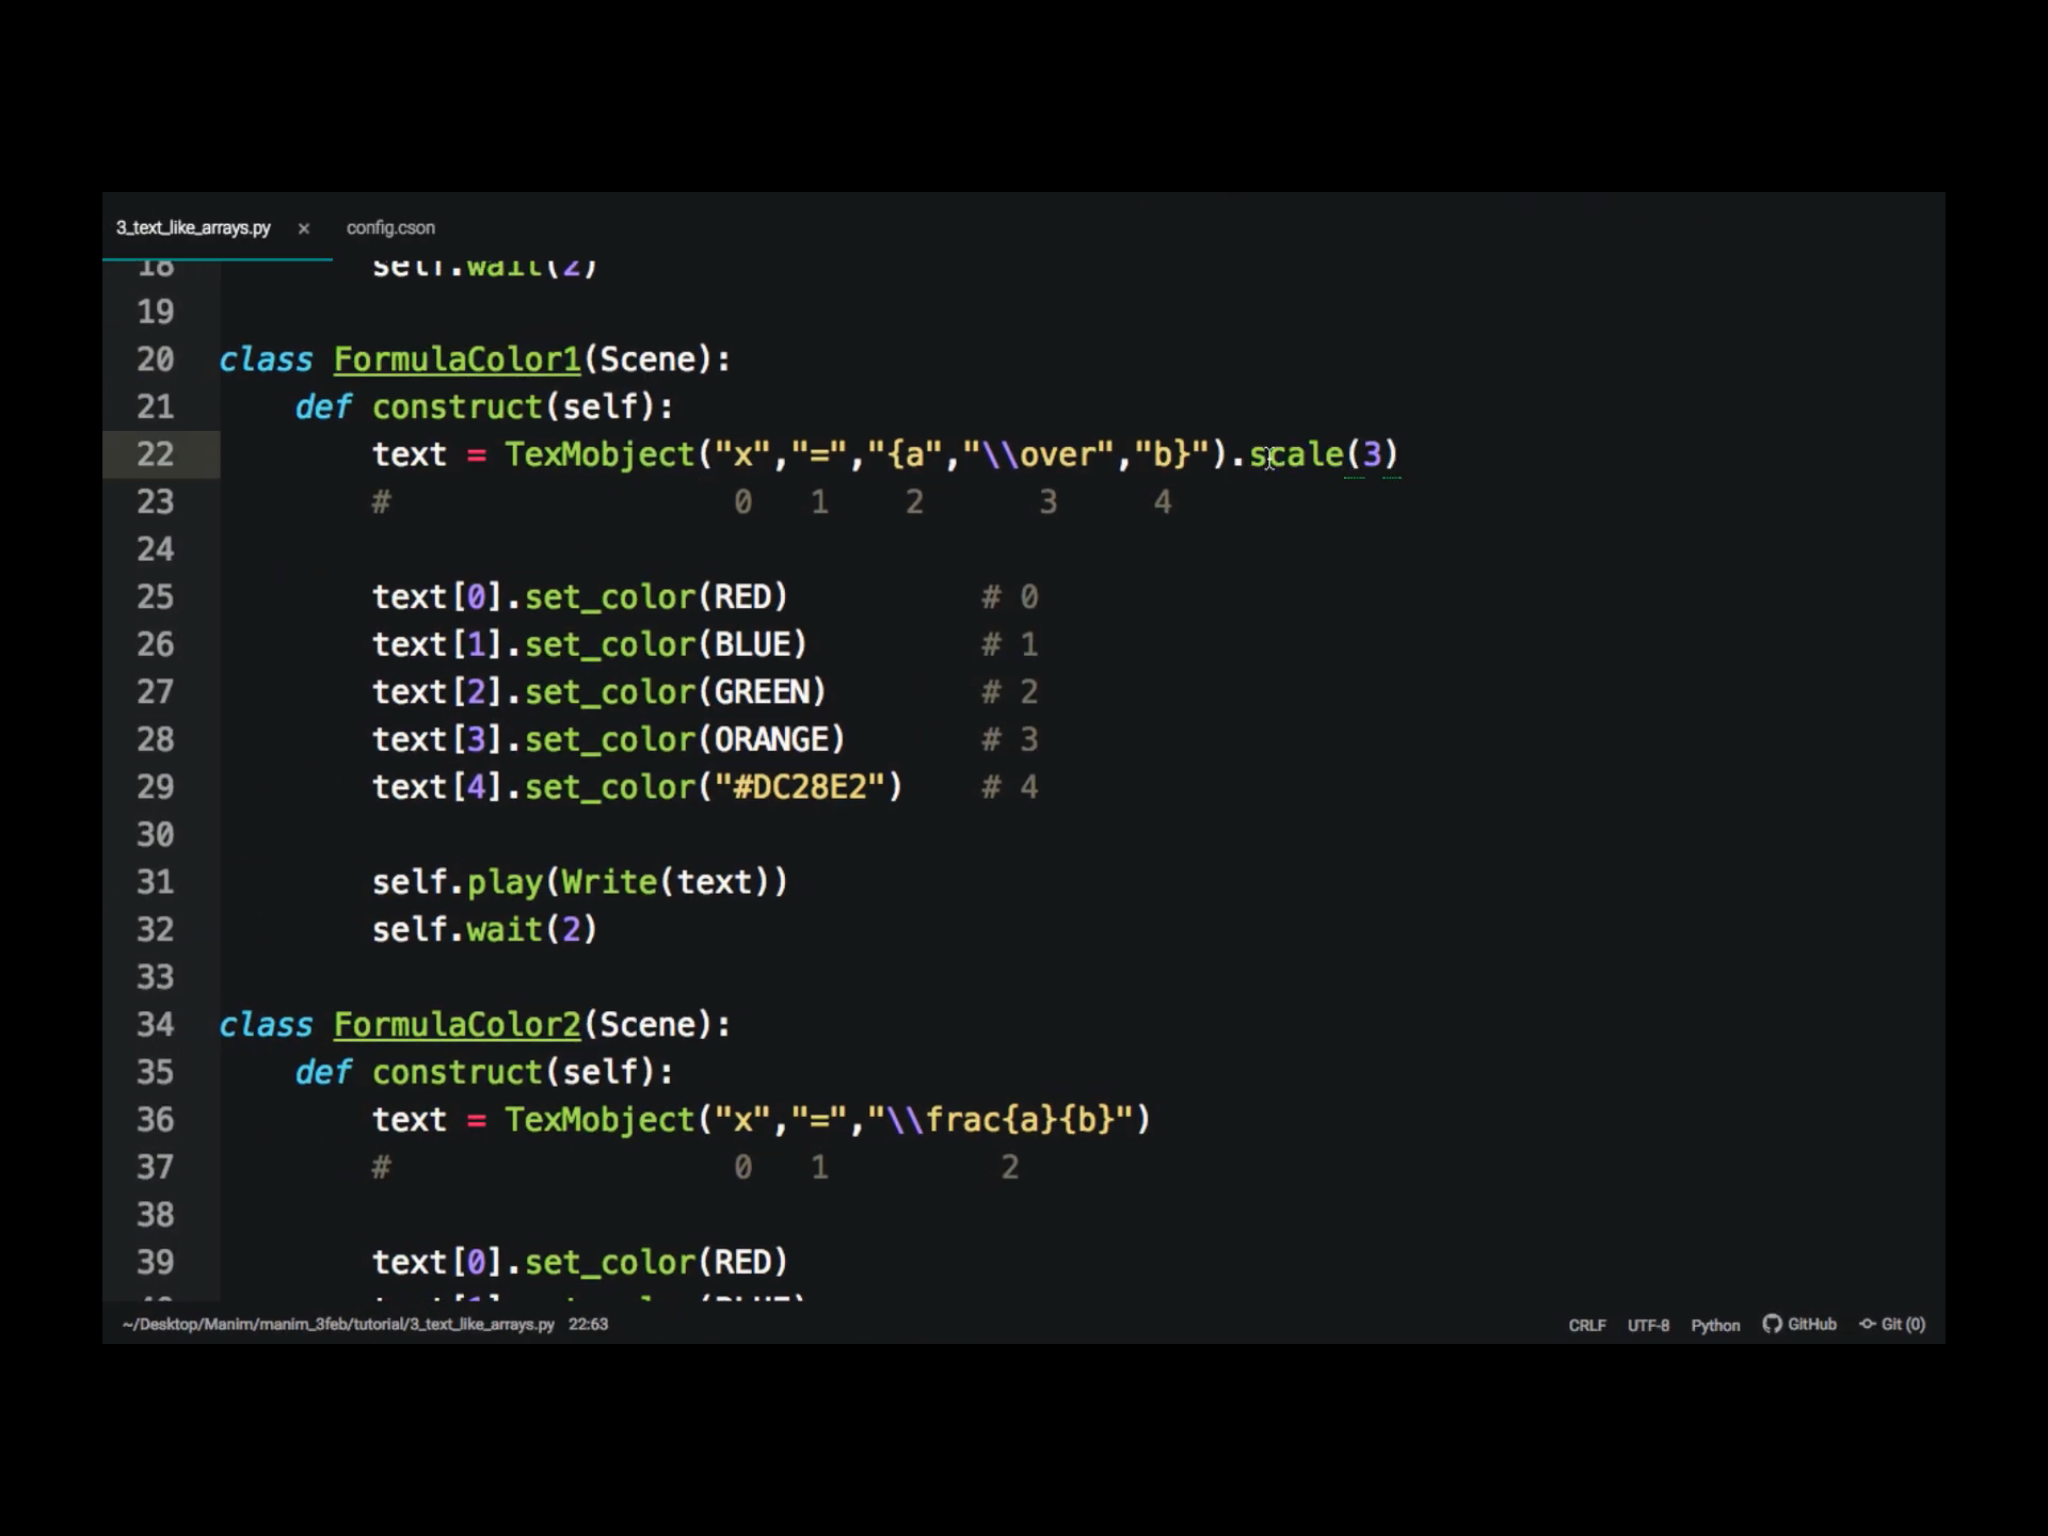 3_text_like_arrays.py × config.cson
18 self.wait(2)
19
20 class FormulaColor1(Scene):
21 def construct(self):
22 text = TexMobject("x","=","{a","\\over","b}").scale(3)
23 # 0 1 2 3 4
24
25 text[0].set_color(RED) # 0
26 text[1].set_color(BLUE) # 1
27 text[2].set_color(GREEN) # 2
28 text[3].set_color(ORANGE) # 3
29 text[4].set_color("#DC28E2") # 4
30
31 self.play(Write(text))
32 self.wait(2)
33
34 class FormulaColor2(Scene):
35 def construct(self):
36 text = TexMobject("x","=","\\frac{a}{b}")
37 # 0 1 2
38
39 text[0].set_color(RED)
40 text[1].set_color(BLUE)
~/Desktop/Manim/manim_3feb/tutorial/3_text_like_arrays.py 22:63 CRLF UTF-8 Python GitHub Git (0)